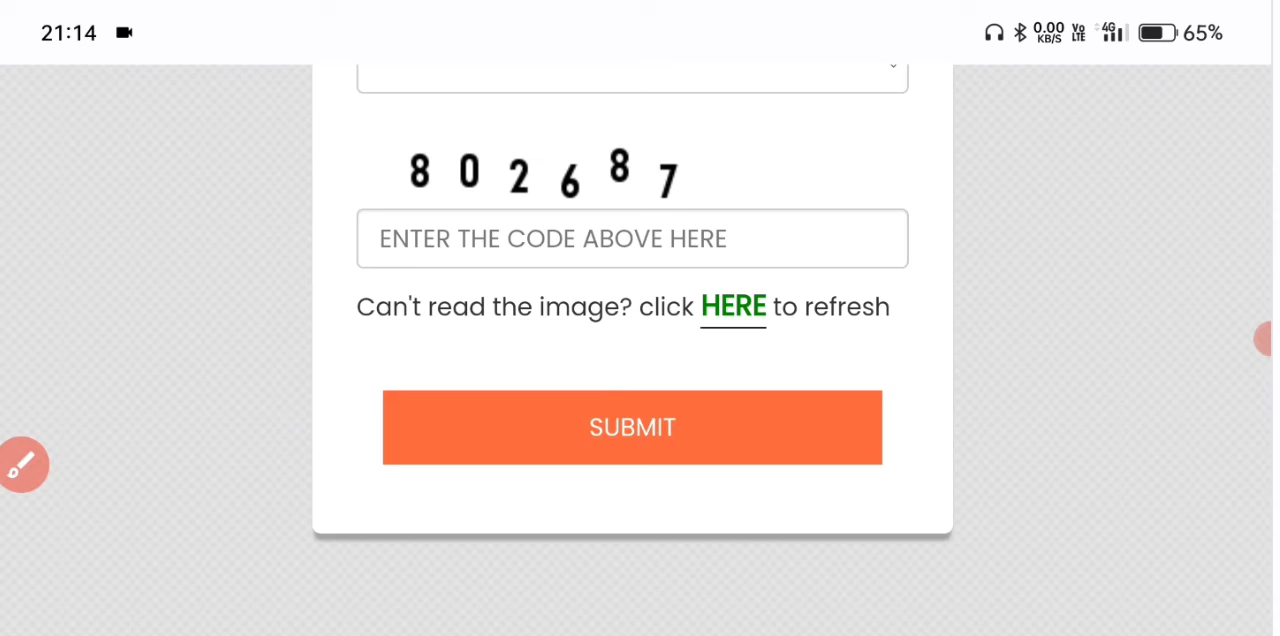 21:14 0.00 KB/S Vo LTE 4G 65%
8 0 2 6 8 7
ENTER THE CODE ABOVE HERE
Can't read the image? click HERE to refresh
SUBMIT